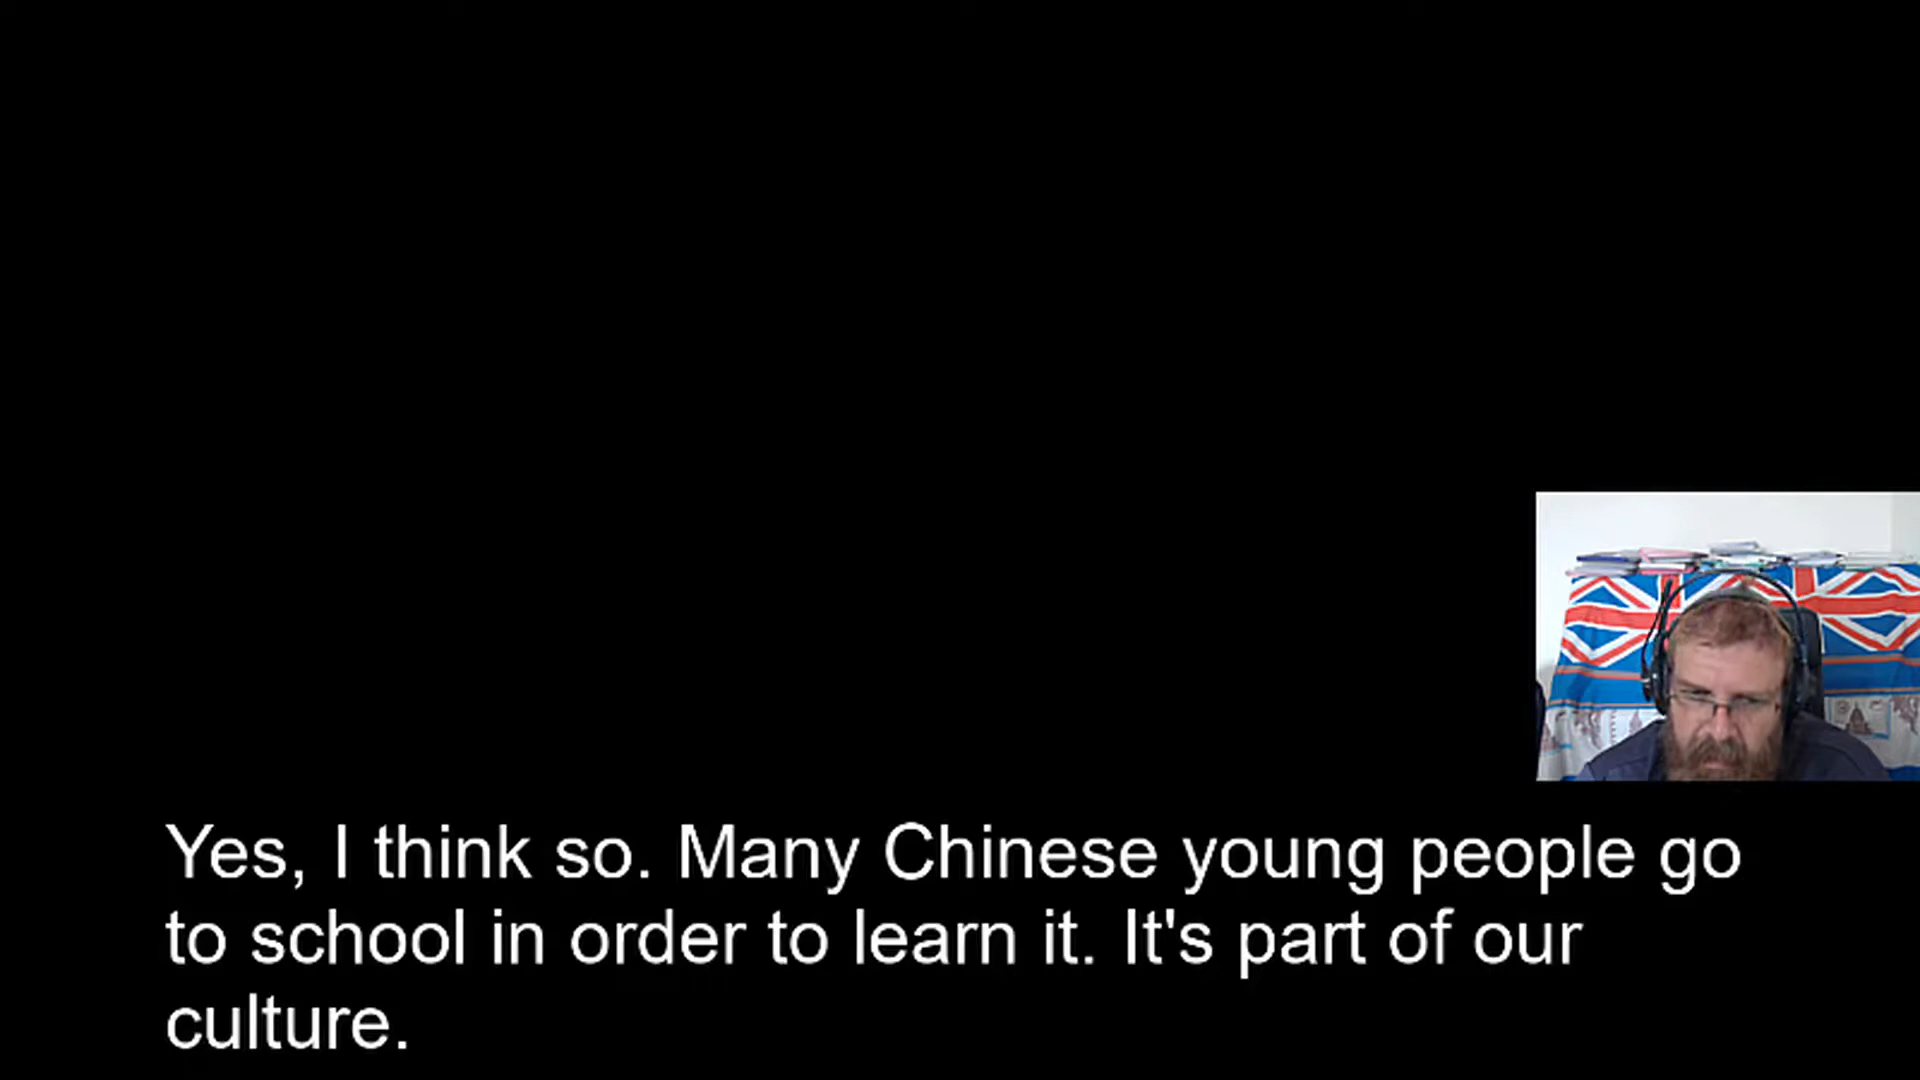 Yes, I think so. Many Chinese young people go
to school in order to learn it. It's part of our
culture.